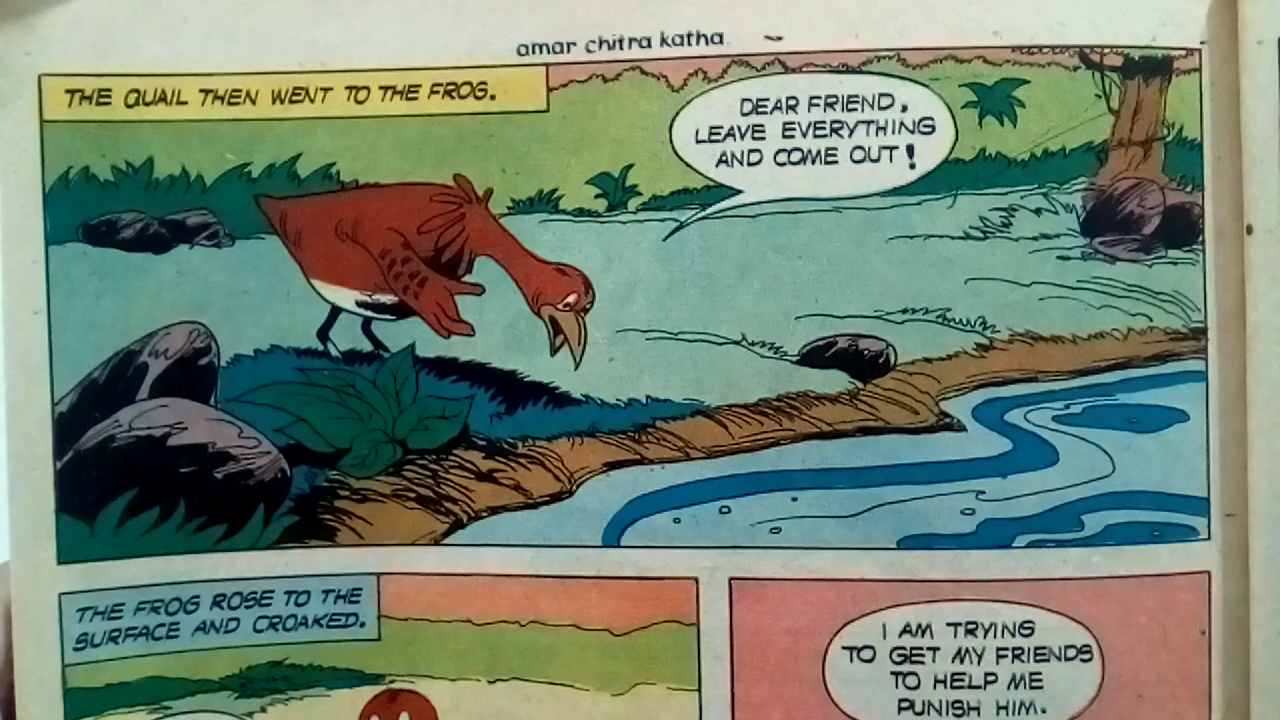 amar chitra katha
THE QUAIL THEN WENT TO THE FROG.
DEAR FRIEND,
LEAVE EVERYTHING
AND COME OUT!
THE FROG ROSE TO THE
SURFACE AND CROAKED.
I AM TRYING
TO GET MY FRIENDS
TO HELP ME
PUNISH HIM.